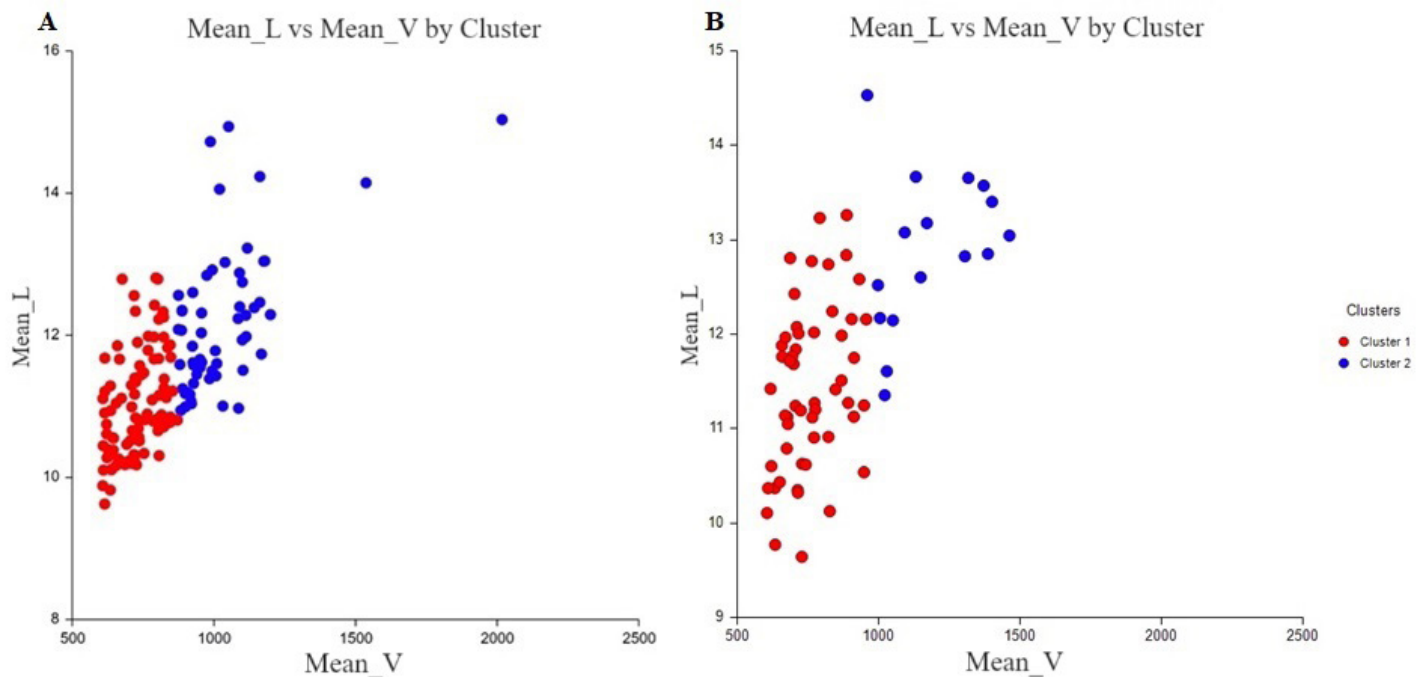 A
Mean_L vs Mean_V by Cluster
16
14
12
10
8
Mean_L
500
1000
1500
2000
2500
Mean_V
B
Mean_L vs Mean_V by Cluster
15
14
13
12
11
10
9
Mean_L
500
1000
1500
2000
2500
Mean_V
Clusters
Cluster 1
Cluster 2